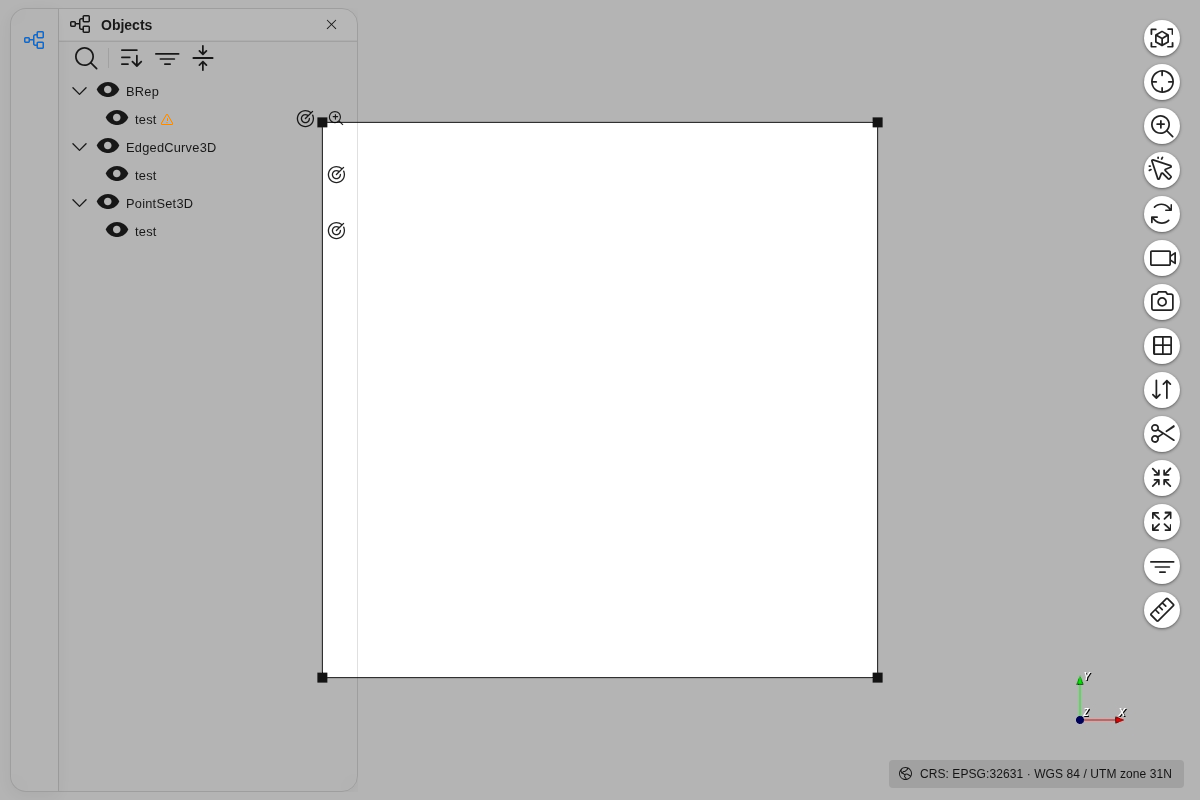 Objects
BRep
test
EdgedCurve3D
test
PointSet3D
test
Y
Z X
CRS: EPSG:32631 · WGS 84 / UTM zone 31N